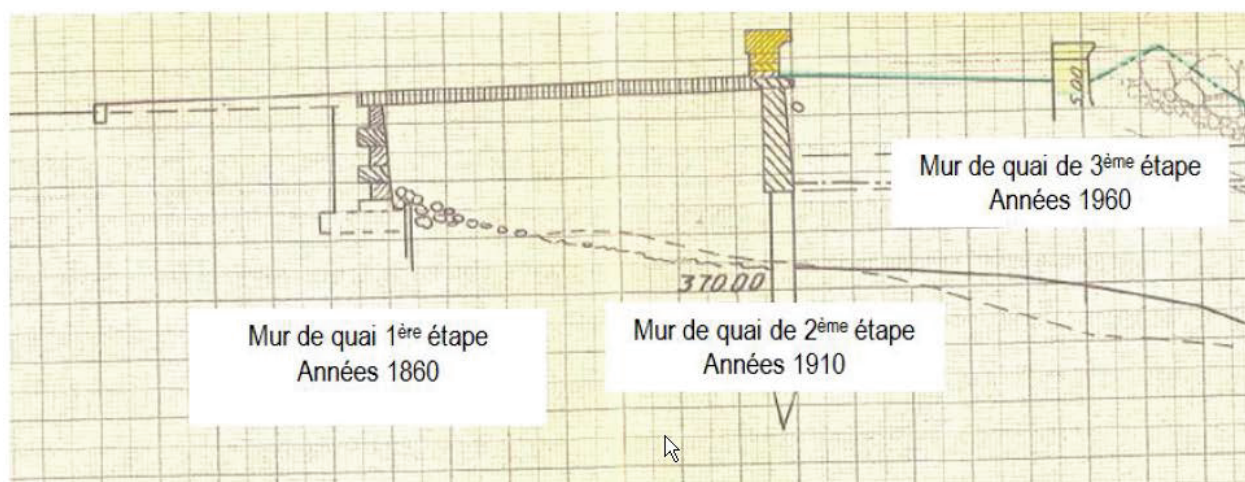 5.00
Mur de quai de 3ème étape
Années 1960
370.00
Mur de quai 1ère étape
Années 1860
Mur de quai de 2ème étape
Années 1910